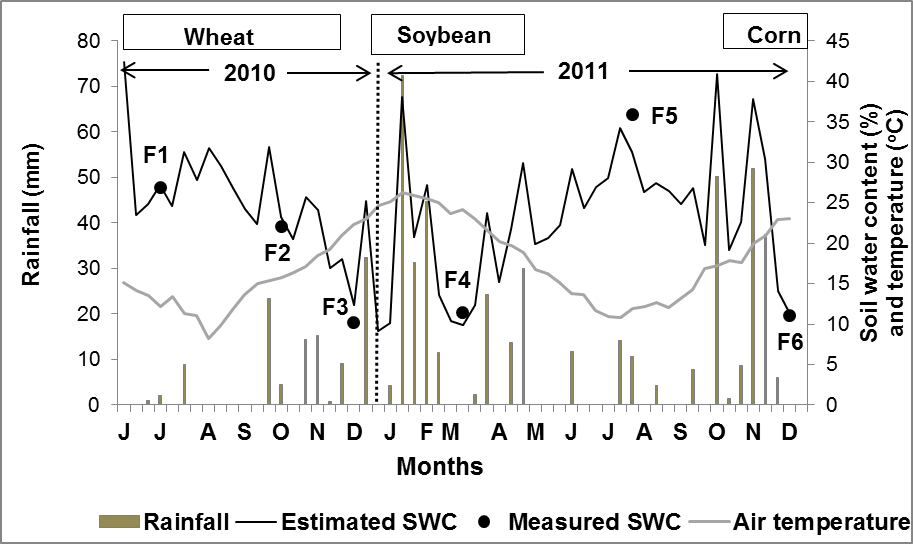 Wheat Soybean Corn
2010 2011
80 70 60 50 40 30 20 10 0
Rainfall (mm)
45 40 35 30 25 20 15 10 5 0
Soil water content (%)
and temperature (ºC)
F1
F2
F3
F4
F5
F6
J J A S O N D J F M A M J J A S O N D
Months
Rainfall Estimated SWC Measured SWC Air temperature